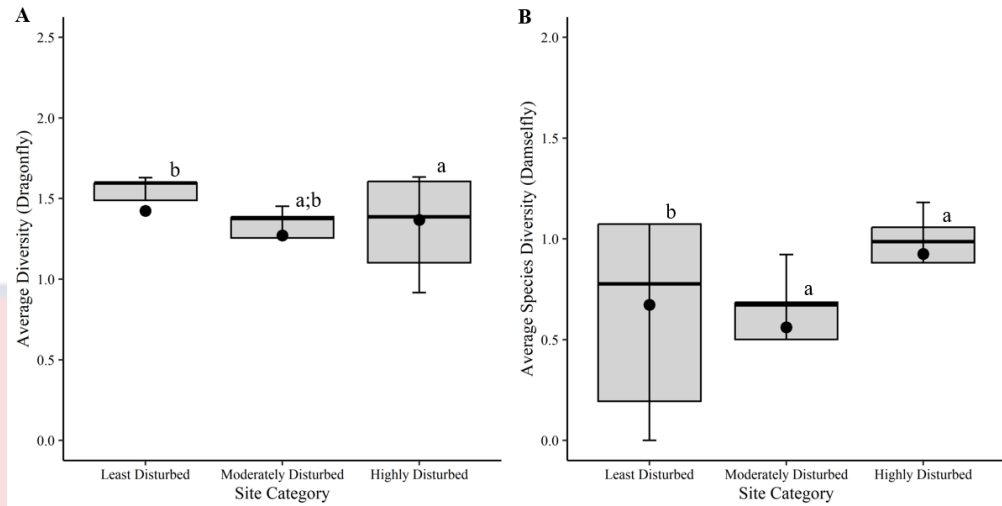 A
Average Diversity (Dragonfly)
2.5
2.0
1.5
1.0
0.5
0.0
b
a;b
a
Least Disturbed Moderately Disturbed Highly Disturbed
Site Category
B
Average Species Diversity (Damselfly)
2.0
1.5
1.0
0.5
0.0
b
a
a
Least Disturbed Moderately Disturbed Highly Disturbed
Site Category